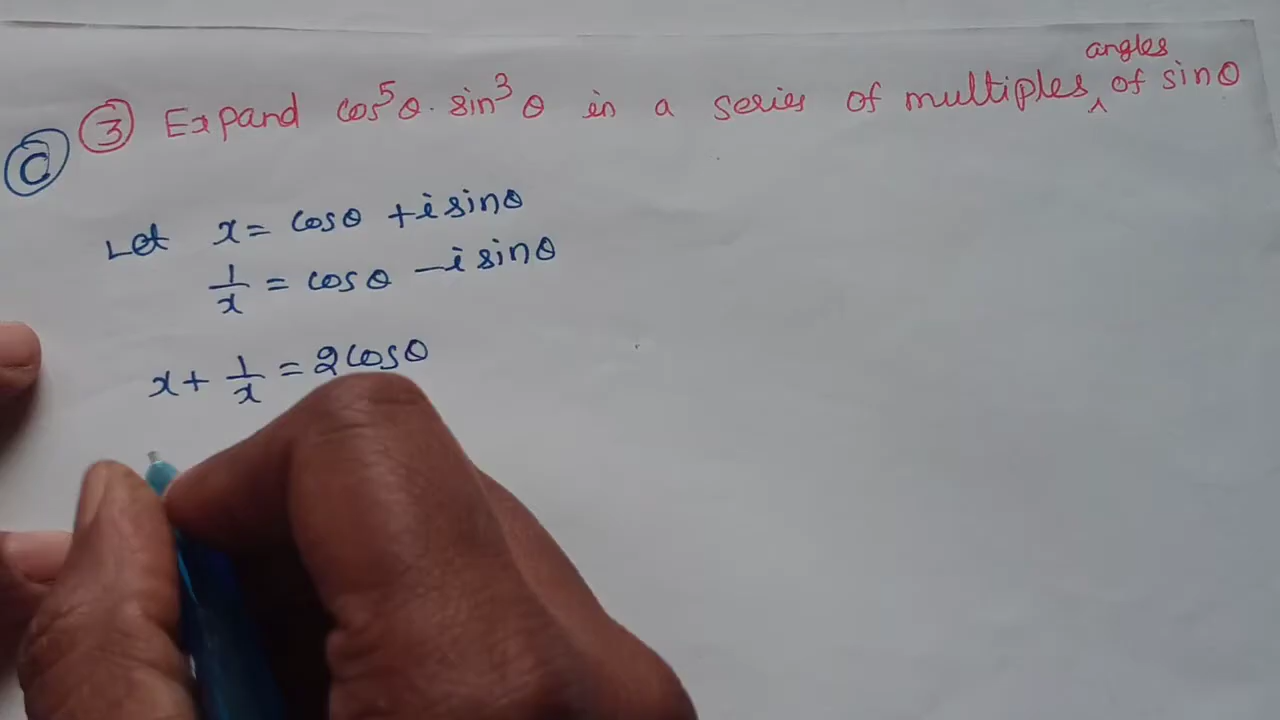 ③ Expand cos⁵θ · sin³θ in a series of multiples angles of sinθ
C
Let x = cosθ + i sinθ
1/x = cosθ – i sinθ
x + 1/x = 2cosθ